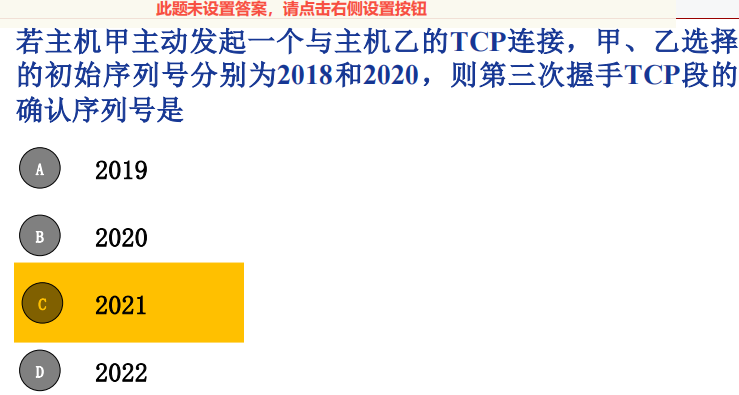 此题未设置答案，请点击右侧设置按钮
若主机甲主动发起一个与主机乙的TCP连接，甲、乙选择
的初始序列号分别为2018和2020，则第三次握手TCP段的
确认序列号是
A 2019
B 2020
C 2021
D 2022